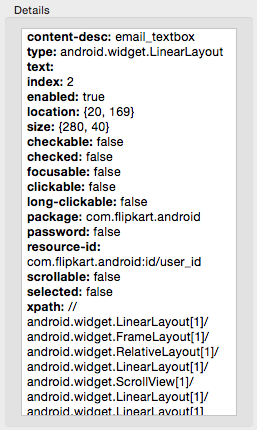 Details
content-desc: email_textbox
type: android.widget.LinearLayout
text:
index: 2
enabled: true
location: {20, 169}
size: {280, 40}
checkable: false
checked: false
focusable: false
clickable: false
long-clickable: false
package: com.flipkart.android
password: false
resource-id:
com.flipkart.android:id/user_id
scrollable: false
selected: false
xpath: //
android.widget.LinearLayout[1]/
android.widget.FrameLayout[1]/
android.widget.RelativeLayout[1]/
android.widget.LinearLayout[1]/
android.widget.ScrollView[1]/
android.widget.LinearLayout[1]/
android.widget.LinearLayout[1]/
android.widget.LinearLayout[1]